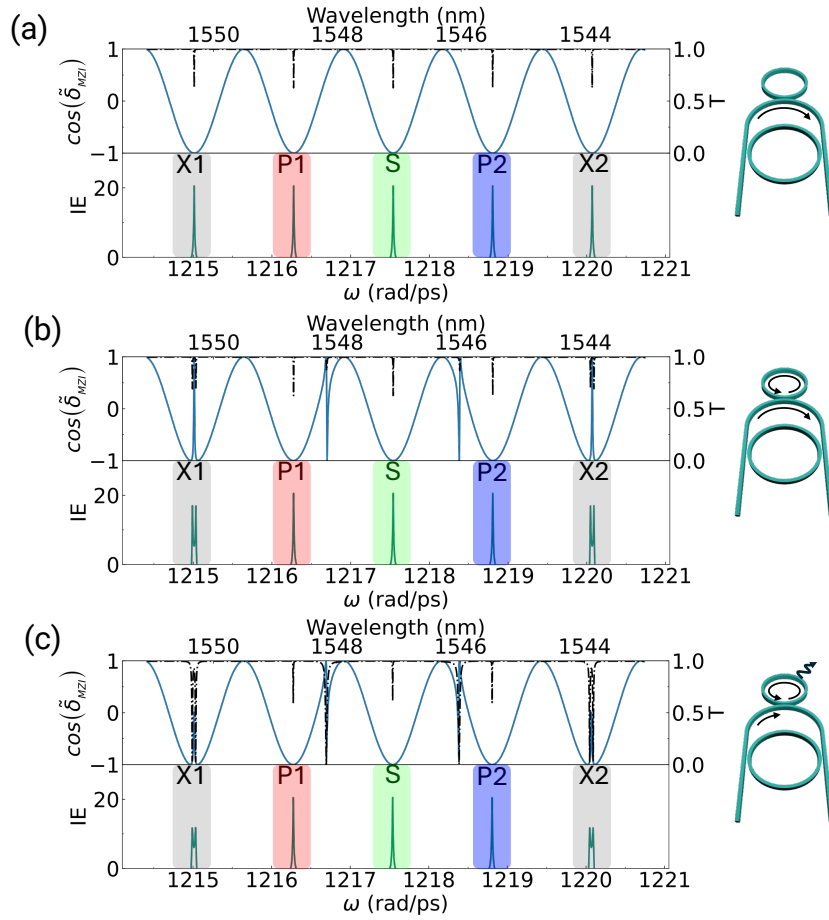 (a)
Wavelength (nm)
1550 1548 1546 1544
cos(δ̃MZI)
1
0
−1
1.0
0.5
0.0
T
X1 P1 S P2 X2
IE
20
0
1215 1216 1217 1218 1219 1220 1221
ω (rad/ps)
(b)
Wavelength (nm)
1550 1548 1546 1544
cos(δ̃MZI)
1
0
−1
1.0
0.5
0.0
T
X1 P1 S P2 X2
IE
20
0
1215 1216 1217 1218 1219 1220 1221
ω (rad/ps)
(c)
Wavelength (nm)
1550 1548 1546 1544
cos(δ̃MZI)
1
0
−1
1.0
0.5
0.0
T
X1 P1 S P2 X2
IE
20
0
1215 1216 1217 1218 1219 1220 1221
ω (rad/ps)